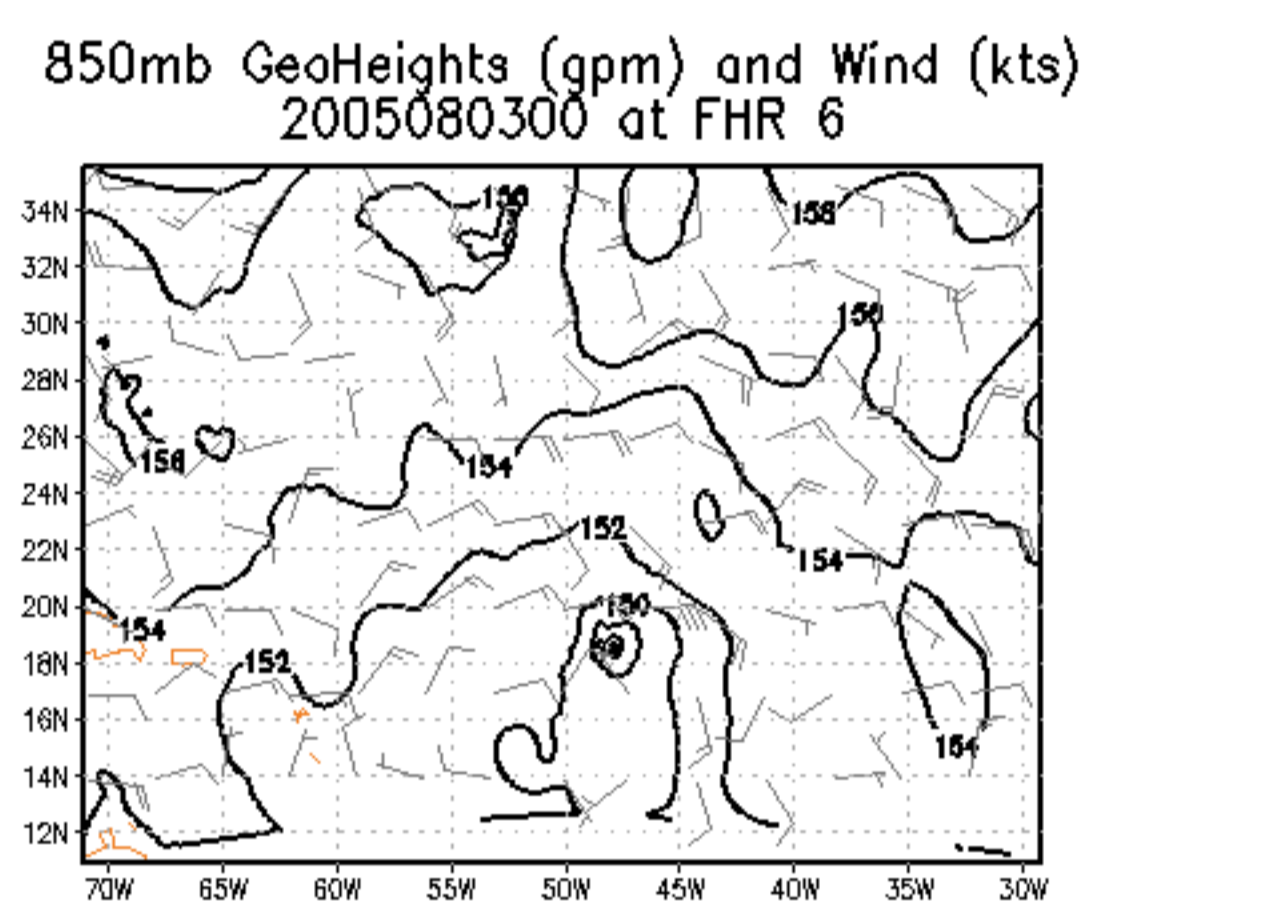 850mb GeoHeights (gpm) and Wind (kts)
2005080300 at FHR 6
156
34N
156
32N
30N
156
28N
26N
156
154
24N
152
22N
154
20N
150
154
18N
152
16N
154
14N
12N
70W 65W 60W 55W 50W 45W 40W 35W 30W